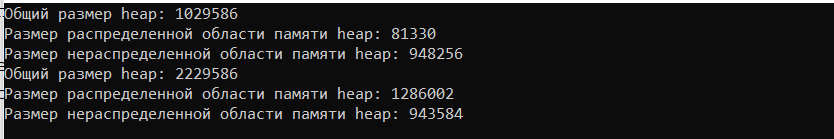 Общий размер heap: 1029586
Размер распределенной области памяти heap: 81330
Размер нераспределенной области памяти heap: 948256
Общий размер heap: 2229586
Размер распределенной области памяти heap: 1286002
Размер нераспределенной области памяти heap: 943584